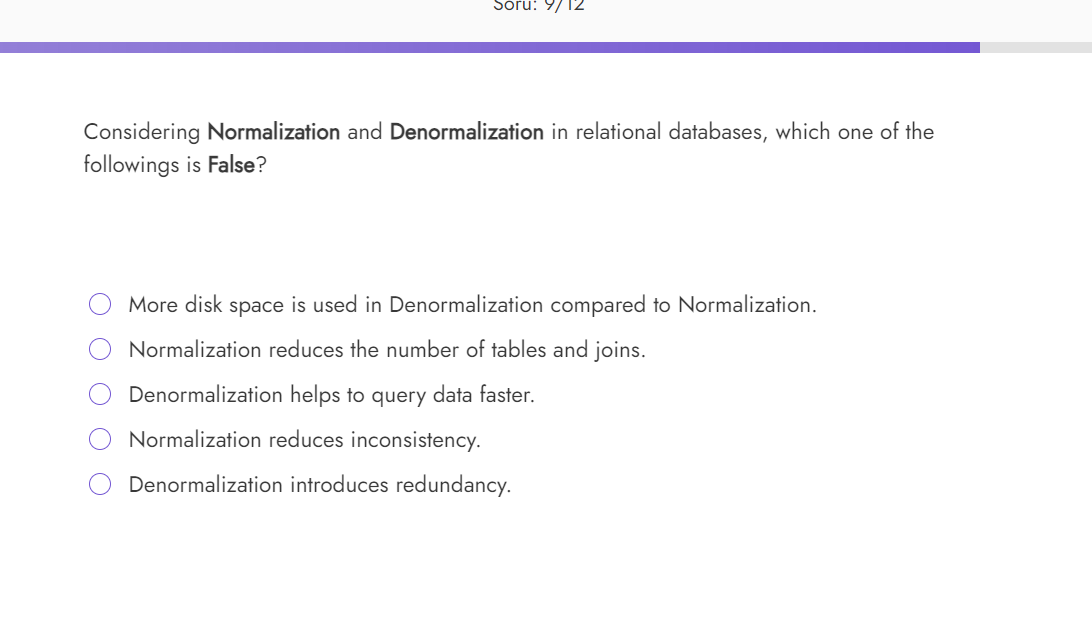 Soru: 9/12
Considering Normalization and Denormalization in relational databases, which one of the
followings is False?
More disk space is used in Denormalization compared to Normalization.
Normalization reduces the number of tables and joins.
Denormalization helps to query data faster.
Normalization reduces inconsistency.
Denormalization introduces redundancy.